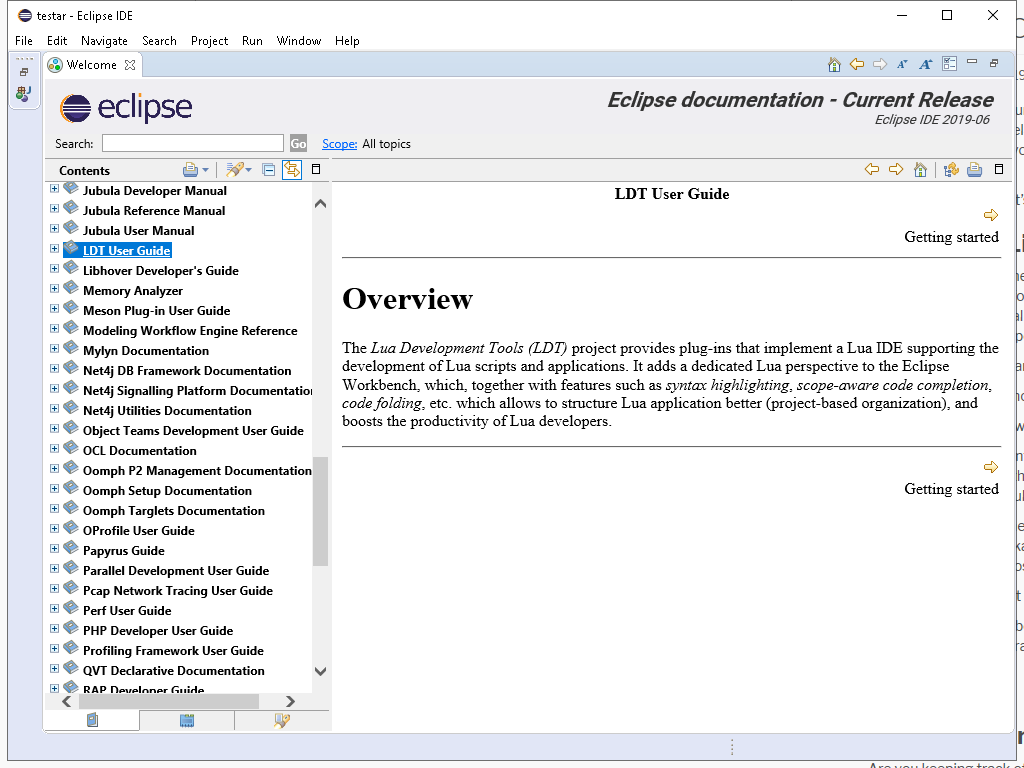 testar - Eclipse IDE
File Edit Navigate Search Project Run Window Help
Welcome
eclipse
Eclipse documentation - Current Release
Eclipse IDE 2019-06
Search: Go Scope: All topics
Contents
Jubula Developer Manual
Jubula Reference Manual
Jubula User Manual
LDT User Guide
Libhover Developer's Guide
Memory Analyzer
Meson Plug-in User Guide
Modeling Workflow Engine Reference
Mylyn Documentation
Net4j DB Framework Documentation
Net4j Signalling Platform Documentation
Net4j Utilities Documentation
Object Teams Development User Guide
OCL Documentation
Oomph P2 Management Documentation
Oomph Setup Documentation
Oomph Targlets Documentation
OProfile User Guide
Papyrus Guide
Parallel Development User Guide
Pcap Network Tracing User Guide
Perf User Guide
PHP Developer User Guide
Profiling Framework User Guide
QVT Declarative Documentation
RAP Developer Guide
LDT User Guide
Getting started
Overview
The Lua Development Tools (LDT) project provides plug-ins that implement a Lua IDE supporting the
development of Lua scripts and applications. It adds a dedicated Lua perspective to the Eclipse
Workbench, which, together with features such as syntax highlighting, scope-aware code completion,
code folding, etc. which allows to structure Lua application better (project-based organization), and
boosts the productivity of Lua developers.
Getting started
Are you keeping track of